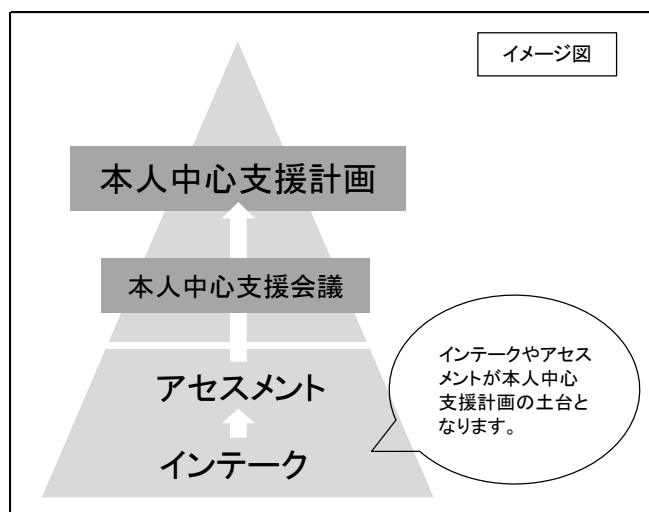 イメージ図
本人中心支援計画
本人中心支援会議
アセスメント
インテーク
インテークやアセス
メントが本人中心
支援計画の土台と
なります。